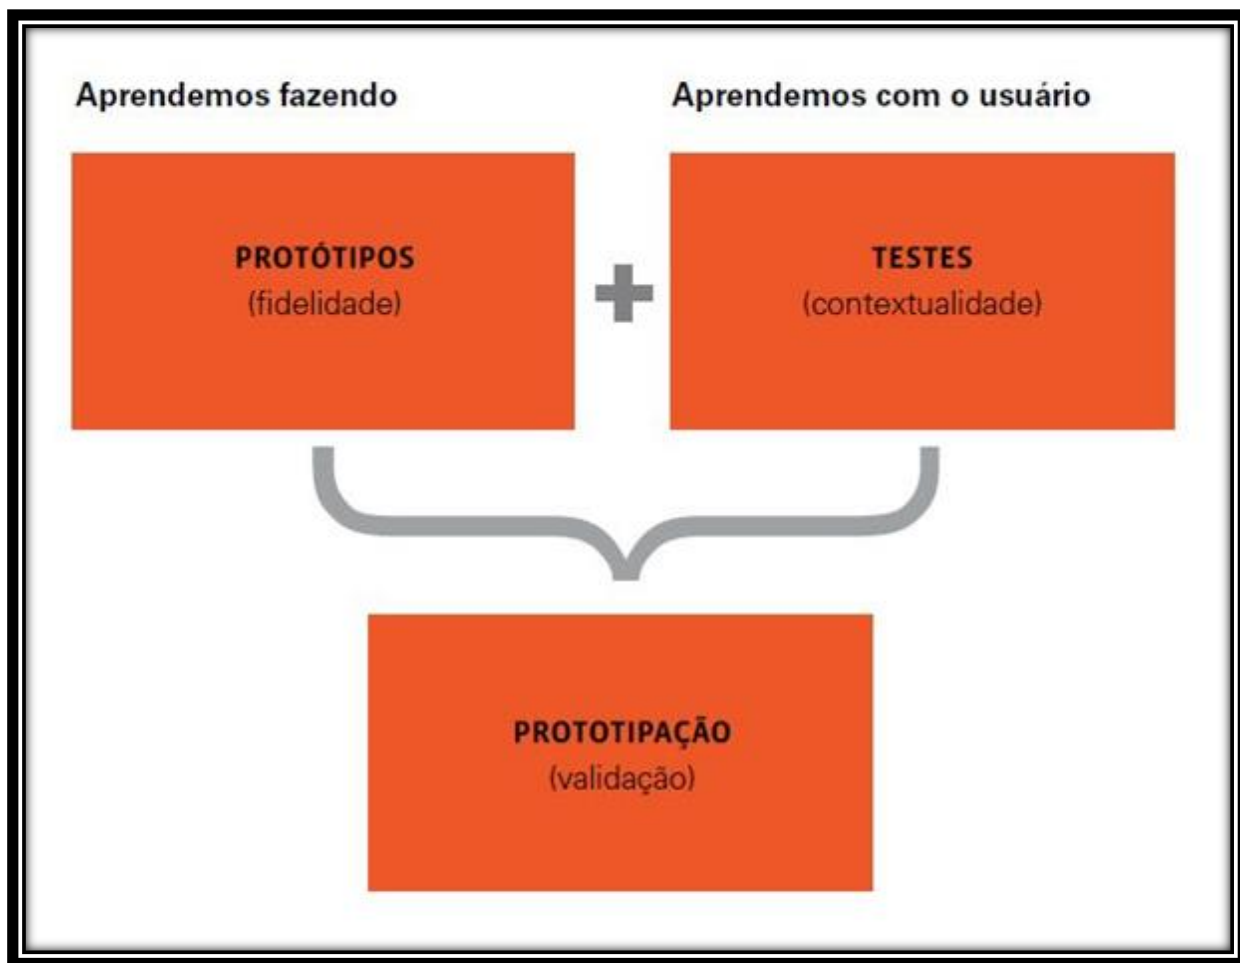 Aprendemos fazendo
Aprendemos com o usuário
PROTÓTIPOS
(fidelidade)
TESTES
(contextualidade)
PROTOTIPAÇÃO
(validação)